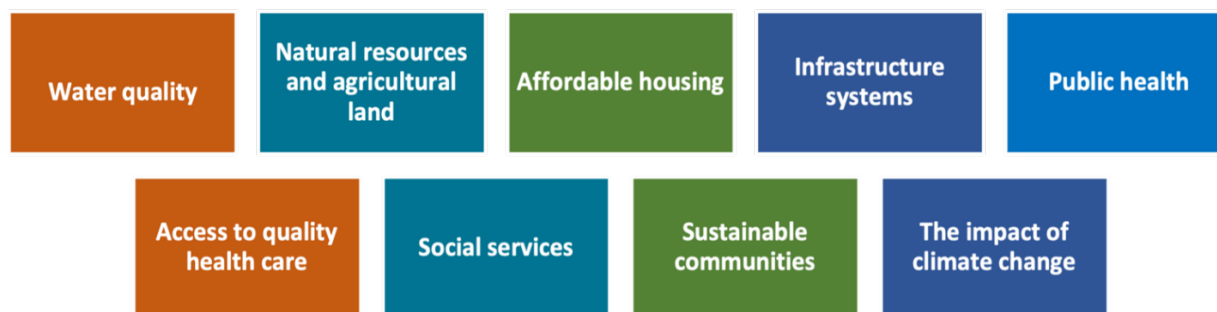 Water quality
Natural resources
and agricultural
land
Affordable housing
Infrastructure
systems
Public health
Access to quality
health care
Social services
Sustainable
communities
The impact of
climate change